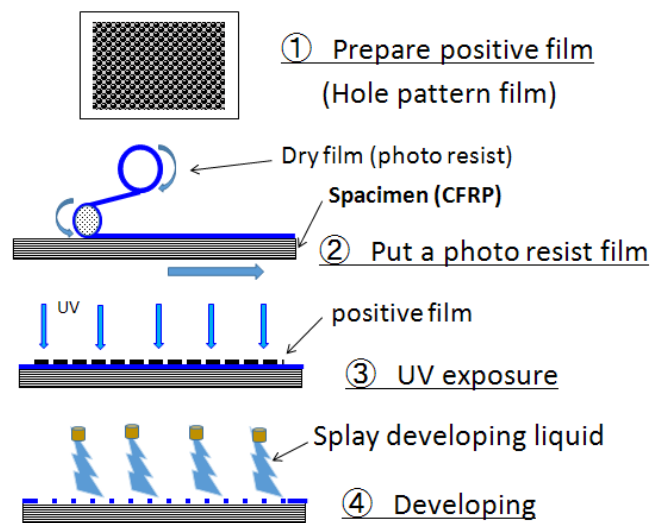 ① Prepare positive film
(Hole pattern film)
Dry film (photo resist)
Spacimen (CFRP)
② Put a photo resist film
UV
positive film
③ UV exposure
Splay developing liquid
④ Developing